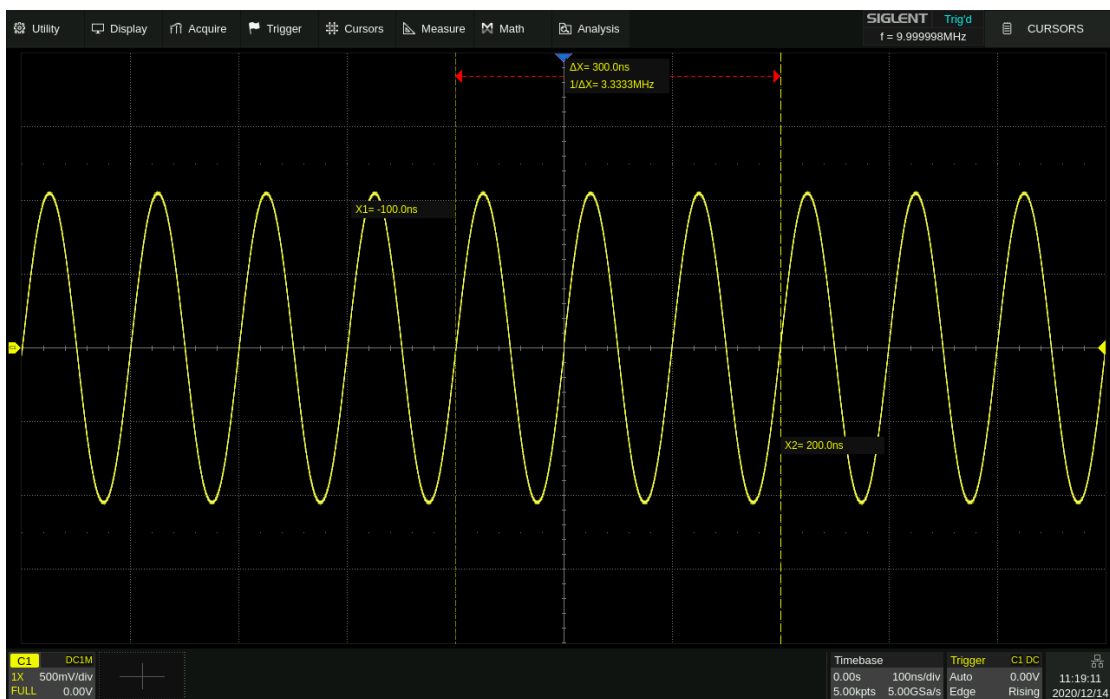 Utility Display Acquire Trigger Cursors Measure Math Analysis
SIGLENT Trig'd
f = 9.999998MHz
CURSORS
ΔX= 300.0ns
1/ΔX= 3.3333MHz
X1= -100.0ns
X2= 200.0ns
C1 DC1M
1X 500mV/div
FULL 0.00V
Timebase
0.00s 100ns/div
5.00kpts 5.00GSa/s
Trigger C1 DC
Auto 0.00V
Edge Rising
11:19:11
2020/12/14